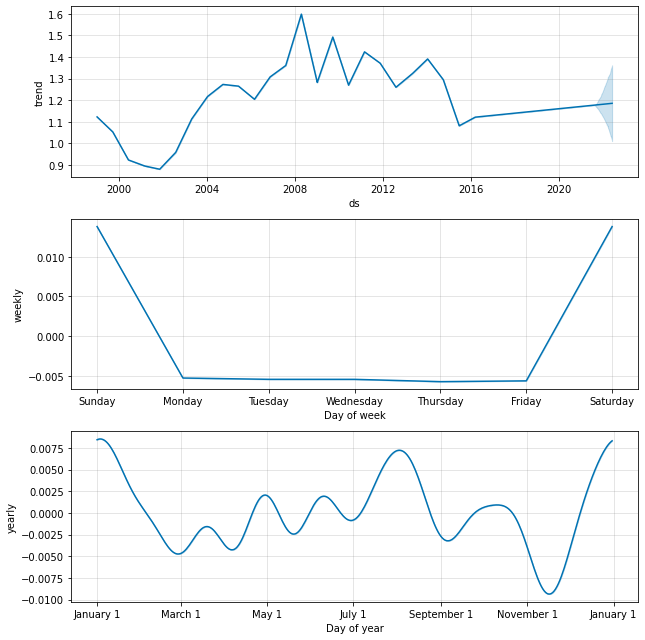 1.6
1.5
1.4
1.3
1.2
1.1
1.0
0.9
trend
2000 2004 2008 2012 2016 2020
ds
0.010
0.005
0.000
−0.005
weekly
Sunday Monday Tuesday Wednesday Thursday Friday Saturday
Day of week
0.0075
0.0050
0.0025
0.0000
−0.0025
−0.0050
−0.0075
−0.0100
yearly
January 1 March 1 May 1 July 1 September 1 November 1 January 1
Day of year